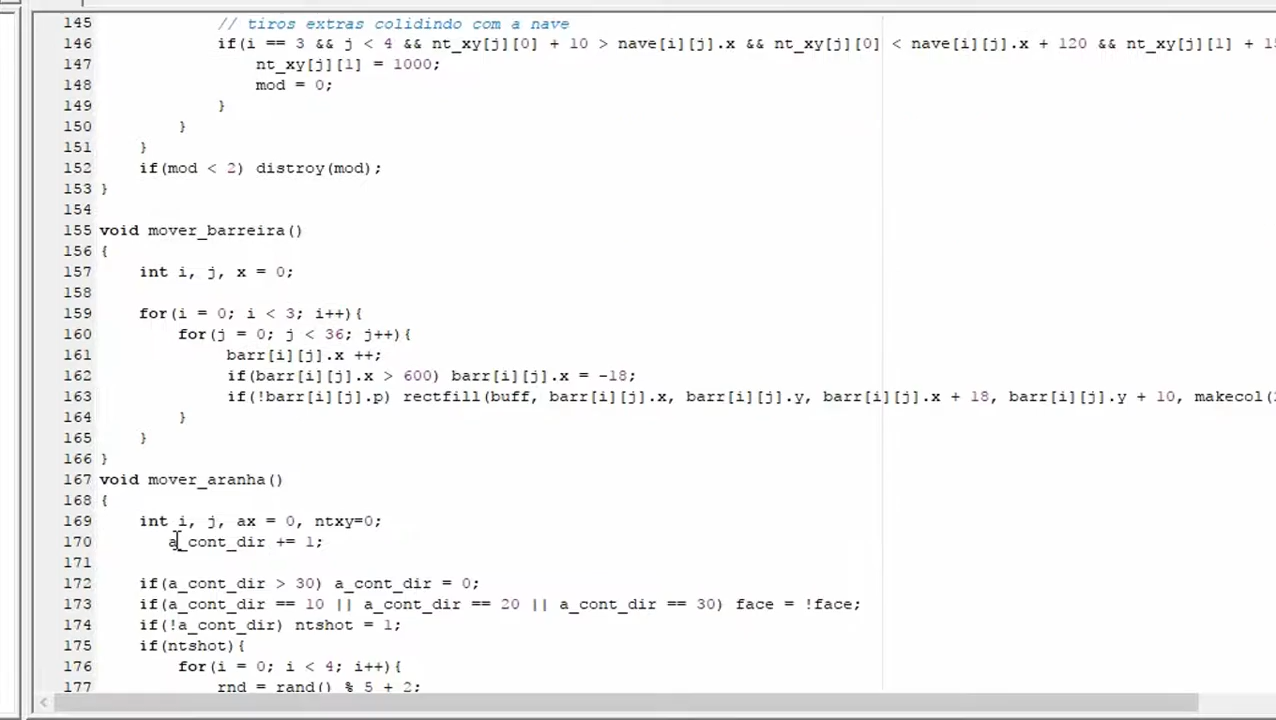 145 // tiros extras colidindo com a nave
146 if(i == 3 && j < 4 && nt_xy[j][0] + 10 > nave[i][j].x && nt_xy[j][0] < nave[i][j].x + 120 && nt_xy[j][1] +
147 nt_xy[j][1] = 1000;
148 mod = 0;
149 }
150 }
151 }
152 if(mod < 2) distroy(mod);
153 }
154
155 void mover_barreira()
156 {
157 int i, j, x = 0;
158
159 for(i = 0; i < 3; i++){
160 for(j = 0; j < 36; j++){
161 barr[i][j].x ++;
162 if(barr[i][j].x > 600) barr[i][j].x = -18;
163 if(!barr[i][j].p) rectfill(buff, barr[i][j].x, barr[i][j].y, barr[i][j].x + 18, barr[i][j].y + 10, makecol(
164 }
165 }
166 }
167 void mover_aranha()
168 {
169 int i, j, ax = 0, ntxy=0;
170 a_cont_dir += 1;
171
172 if(a_cont_dir > 30) a_cont_dir = 0;
173 if(a_cont_dir == 10 || a_cont_dir == 20 || a_cont_dir == 30) face = !face;
174 if(!a_cont_dir) ntshot = 1;
175 if(ntshot){
176 for(i = 0; i < 4; i++){
177 rnd = rand() % 5 + 2;